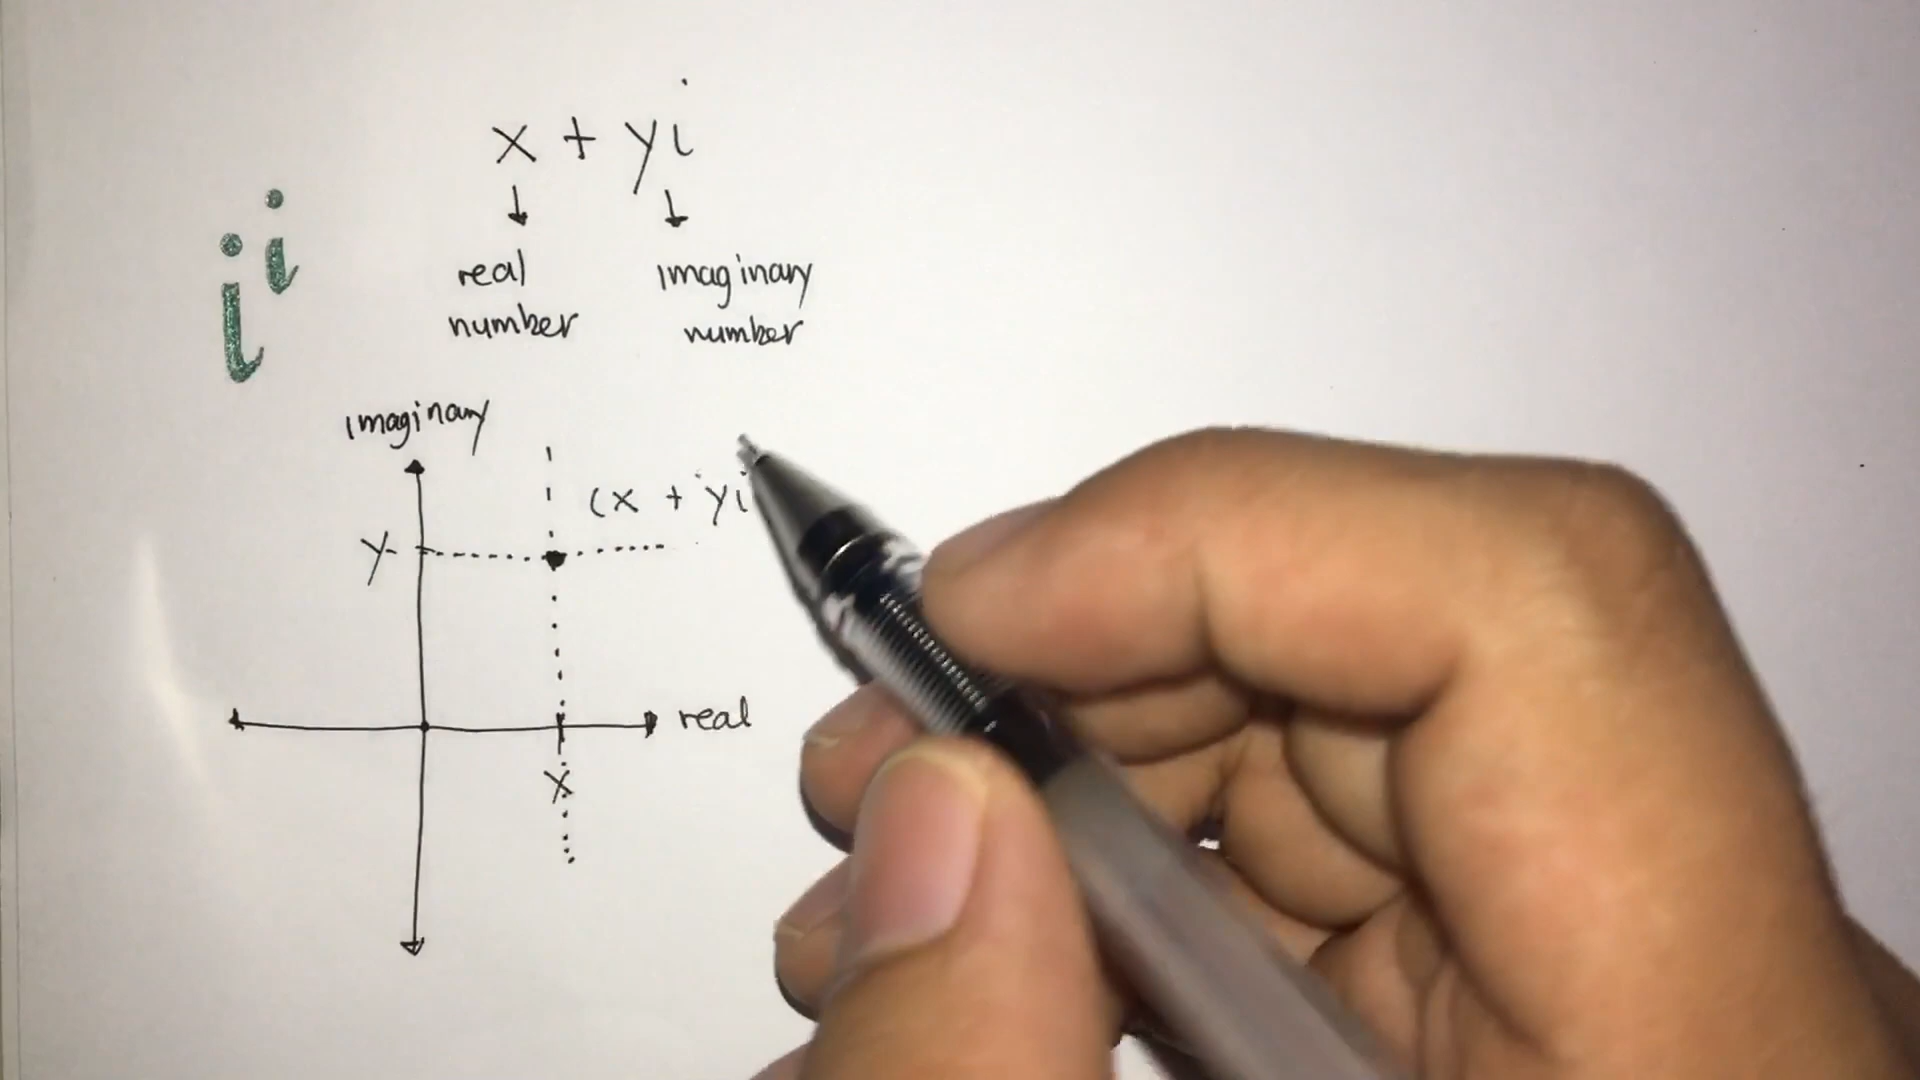 x + yi
i^i
real
number
imaginary
number
imaginary
(x + yi
y
real
x